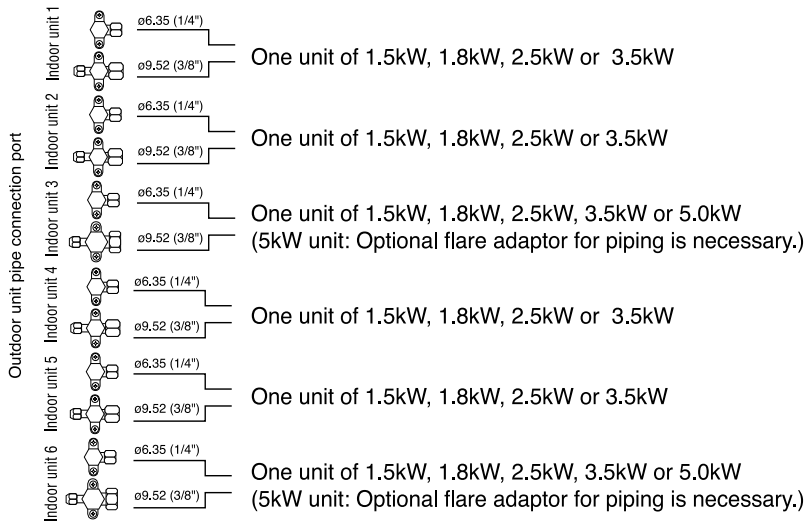 Outdoor unit pipe connection port
Indoor unit 1
ø6.35 (1/4")
ø9.52 (3/8")
One unit of 1.5kW, 1.8kW, 2.5kW or 3.5kW
Indoor unit 2
ø6.35 (1/4")
ø9.52 (3/8")
One unit of 1.5kW, 1.8kW, 2.5kW or 3.5kW
Indoor unit 3
ø6.35 (1/4")
ø9.52 (3/8")
One unit of 1.5kW, 1.8kW, 2.5kW, 3.5kW or 5.0kW
(5kW unit: Optional flare adaptor for piping is necessary.)
Indoor unit 4
ø6.35 (1/4")
ø9.52 (3/8")
One unit of 1.5kW, 1.8kW, 2.5kW or 3.5kW
Indoor unit 5
ø6.35 (1/4")
ø9.52 (3/8")
One unit of 1.5kW, 1.8kW, 2.5kW or 3.5kW
Indoor unit 6
ø6.35 (1/4")
ø9.52 (3/8")
One unit of 1.5kW, 1.8kW, 2.5kW, 3.5kW or 5.0kW
(5kW unit: Optional flare adaptor for piping is necessary.)